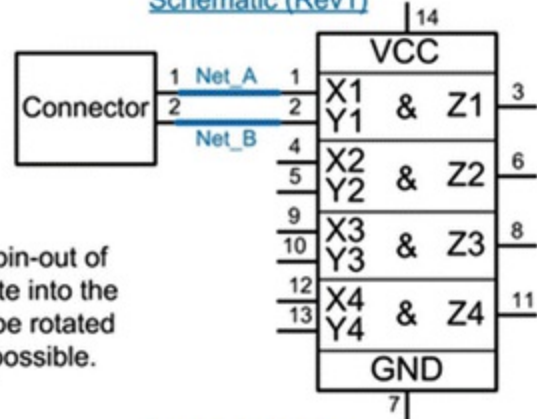 Schematic (Rev1)
14
VCC
Connector
1 Net_A 1 X1 & Z1 3
2 Net_B 2 Y1
4 X2 & Z2 6
5 Y2
9 X3 & Z3 8
10 Y3
12 X4 & Z4 11
13 Y4
GND
7
pin-out of
te into the
be rotated
possible.